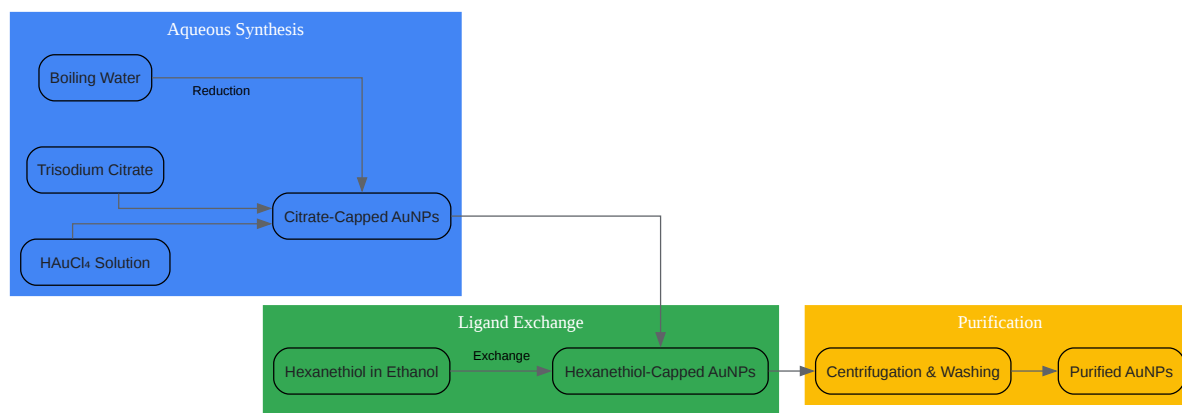 Aqueous Synthesis
Boiling Water
Reduction
Trisodium Citrate
Citrate-Capped AuNPs
HAuCl₄ Solution
Ligand Exchange
Hexanethiol in Ethanol
Exchange
Hexanethiol-Capped AuNPs
Purification
Centrifugation & Washing
Purified AuNPs